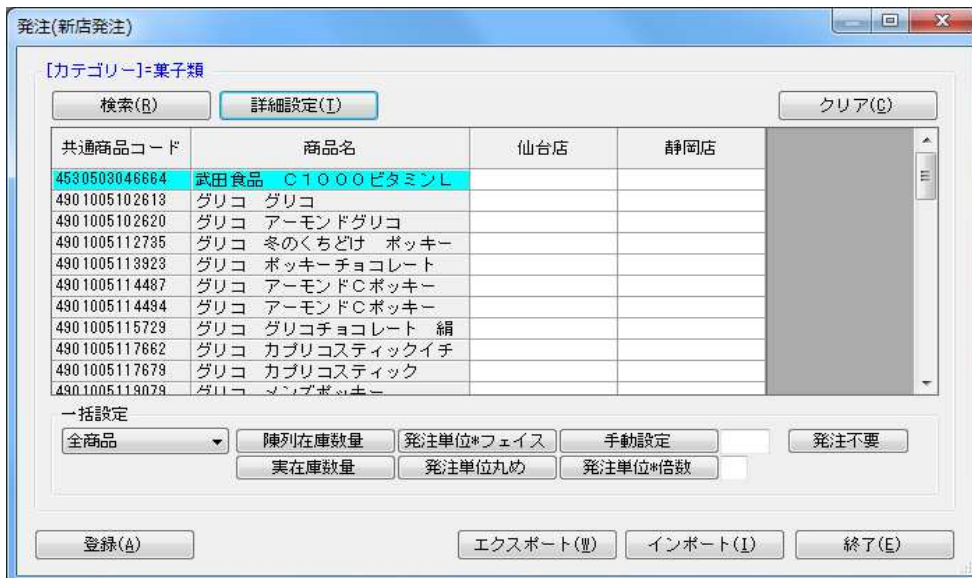 発注(新店発注)
[カテゴリー]=菓子類
検索(R) 詳細設定(T) クリア(C)
共通商品コード 商品名 仙台店 静岡店
4530503046664 武田食品 C1000ビタミンL
4901005102613 グリコ グリコ
4901005102620 グリコ アーモンドグリコ
4901005112735 グリコ 冬のくちどけ ポッキー
4901005113923 グリコ ポッキーチョコレート
4901005114487 グリコ アーモンドCポッキー
4901005114494 グリコ アーモンドCポッキー
4901005115729 グリコ グリコチョコレート 絹
4901005117662 グリコ カプリコスティックイチ
4901005117679 グリコ カプリコスティック
4901005119079 グリコ メンズポッキー
一括設定
全商品 陳列在庫数量 発注単位*フェイス 手動設定 発注不要
実在庫数量 発注単位丸め 発注単位*倍数
登録(A) エクスポート(W) インポート(I) 終了(E)